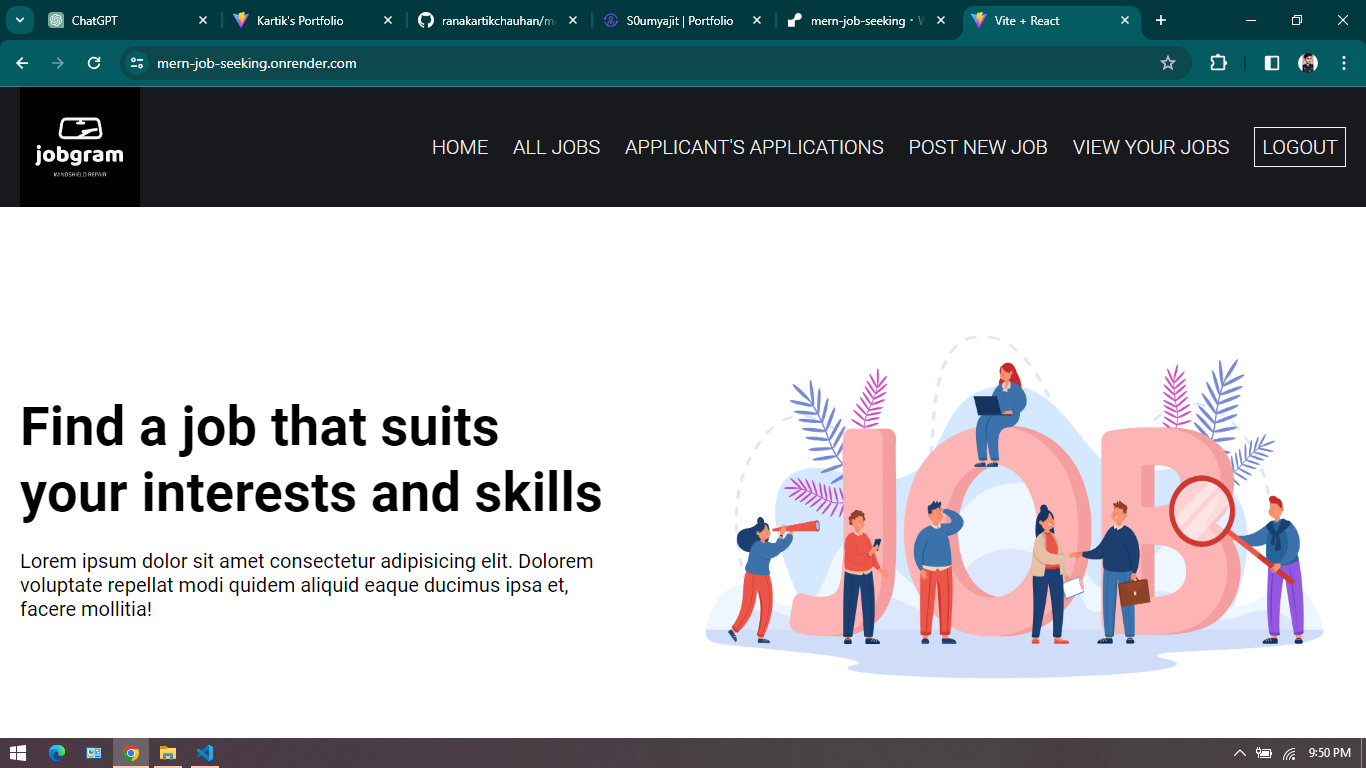 ChatGPT
Kartik's Portfolio
ranakartikchauhan/me
S0umyajit | Portfolio
mern-job-seeking · W
Vite + React
mern-job-seeking.onrender.com
jobgram
WINDSHIELD REPAIR
HOME
ALL JOBS
APPLICANT'S APPLICATIONS
POST NEW JOB
VIEW YOUR JOBS
LOGOUT
Find a job that suits
your interests and skills
Lorem ipsum dolor sit amet consectetur adipisicing elit. Dolorem
voluptate repellat modi quidem aliquid eaque ducimus ipsa et,
facere mollitia!
JOB
9:50 PM